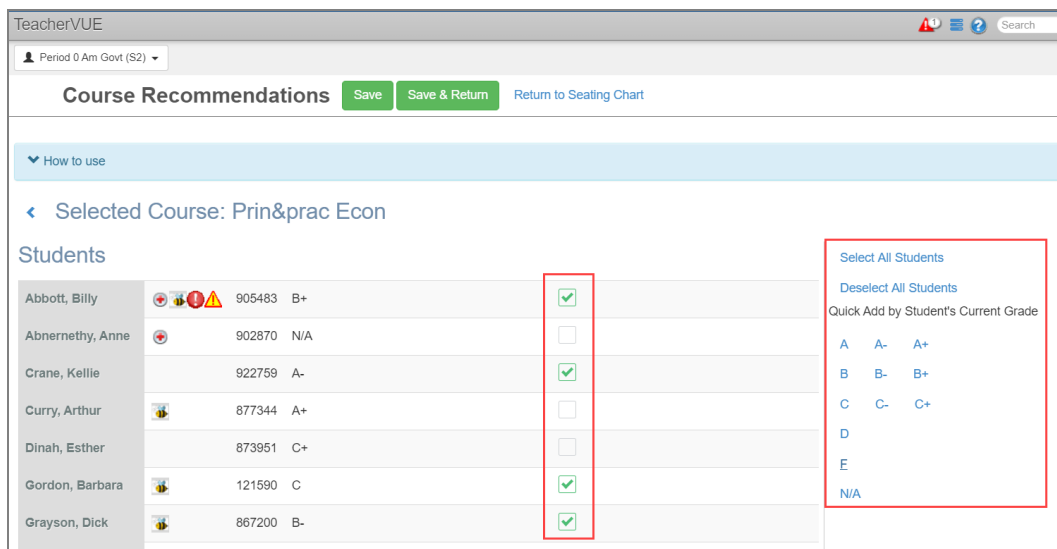 TeacherVUE
1
Search
Period 0 Am Govt (S2)
Course Recommendations Save Save & Return Return to Seating Chart
How to use
Selected Course: Prin&prac Econ
Students
Abbott, Billy 905483 B+
Abnernethy, Anne 902870 N/A
Crane, Kellie 922759 A-
Curry, Arthur 877344 A+
Dinah, Esther 873951 C+
Gordon, Barbara 121590 C
Grayson, Dick 867200 B-
Select All Students
Deselect All Students
Quick Add by Student's Current Grade
A A- A+
B B- B+
C C- C+
D
F
N/A